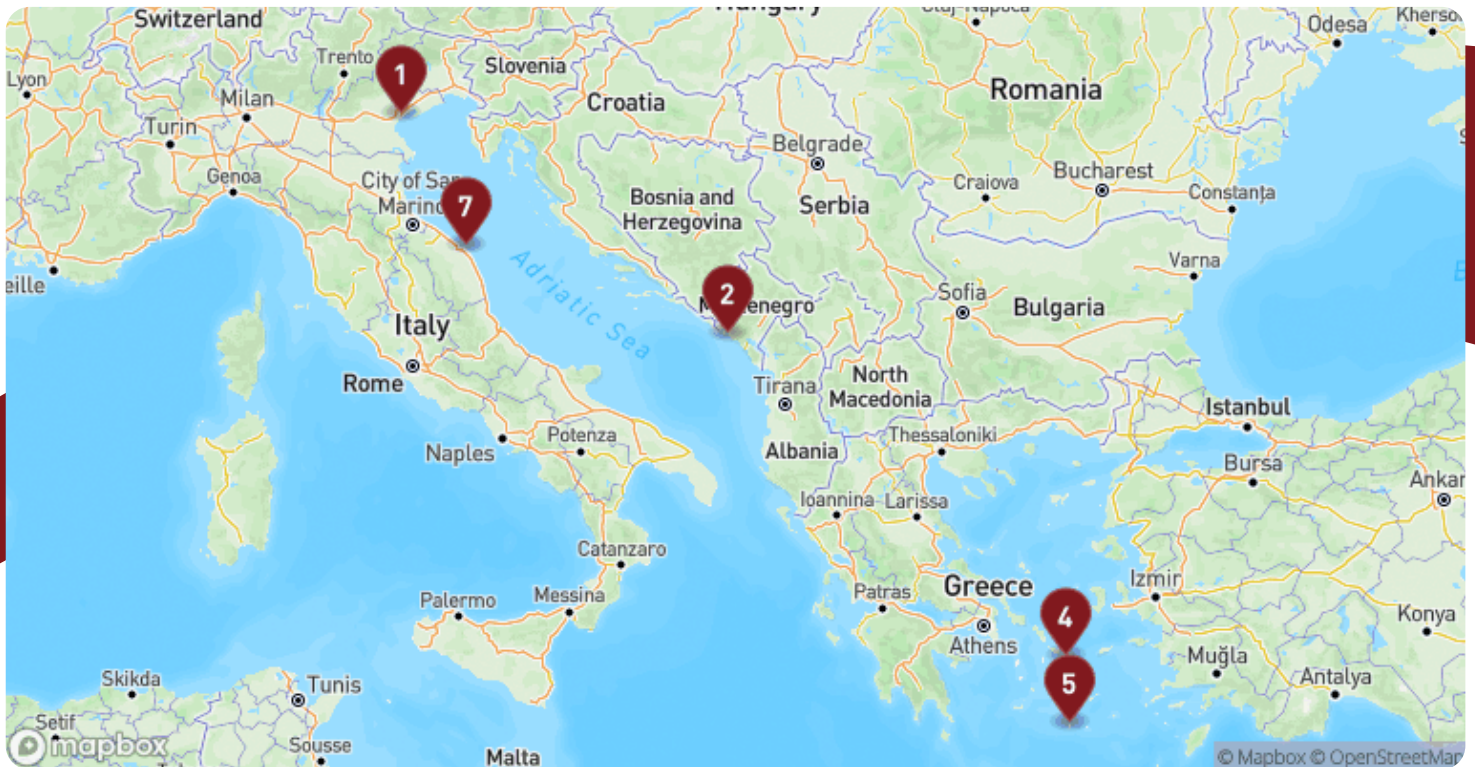 Switzerland
Hungary
Cluj-Napoca
Odesa
Kherso
Trento
Slovenia
Lyon
1
Milan
Croatia
Romania
Turin
Belgrade
Genoa
City of San
Marino
7
Bosnia and
Herzegovina
Serbia
Craiova
Bucharest
Constanța
eille
Adriatic Sea
2
Montenegro
Varna
Sofia
Bulgaria
Italy
Rome
Tirana
North
Macedonia
Istanbul
Naples
Potenza
Albania
Thessaloniki
Bursa
Ankar
Ioannina
Larissa
Catanzaro
Greece
Izmir
Palermo
Messina
Patras
4
Athens
Konya
Skikda
Tunis
5
Muğla
Antalya
Setif
mapbox
Sousse
Malta
© Mapbox © OpenStreetMap